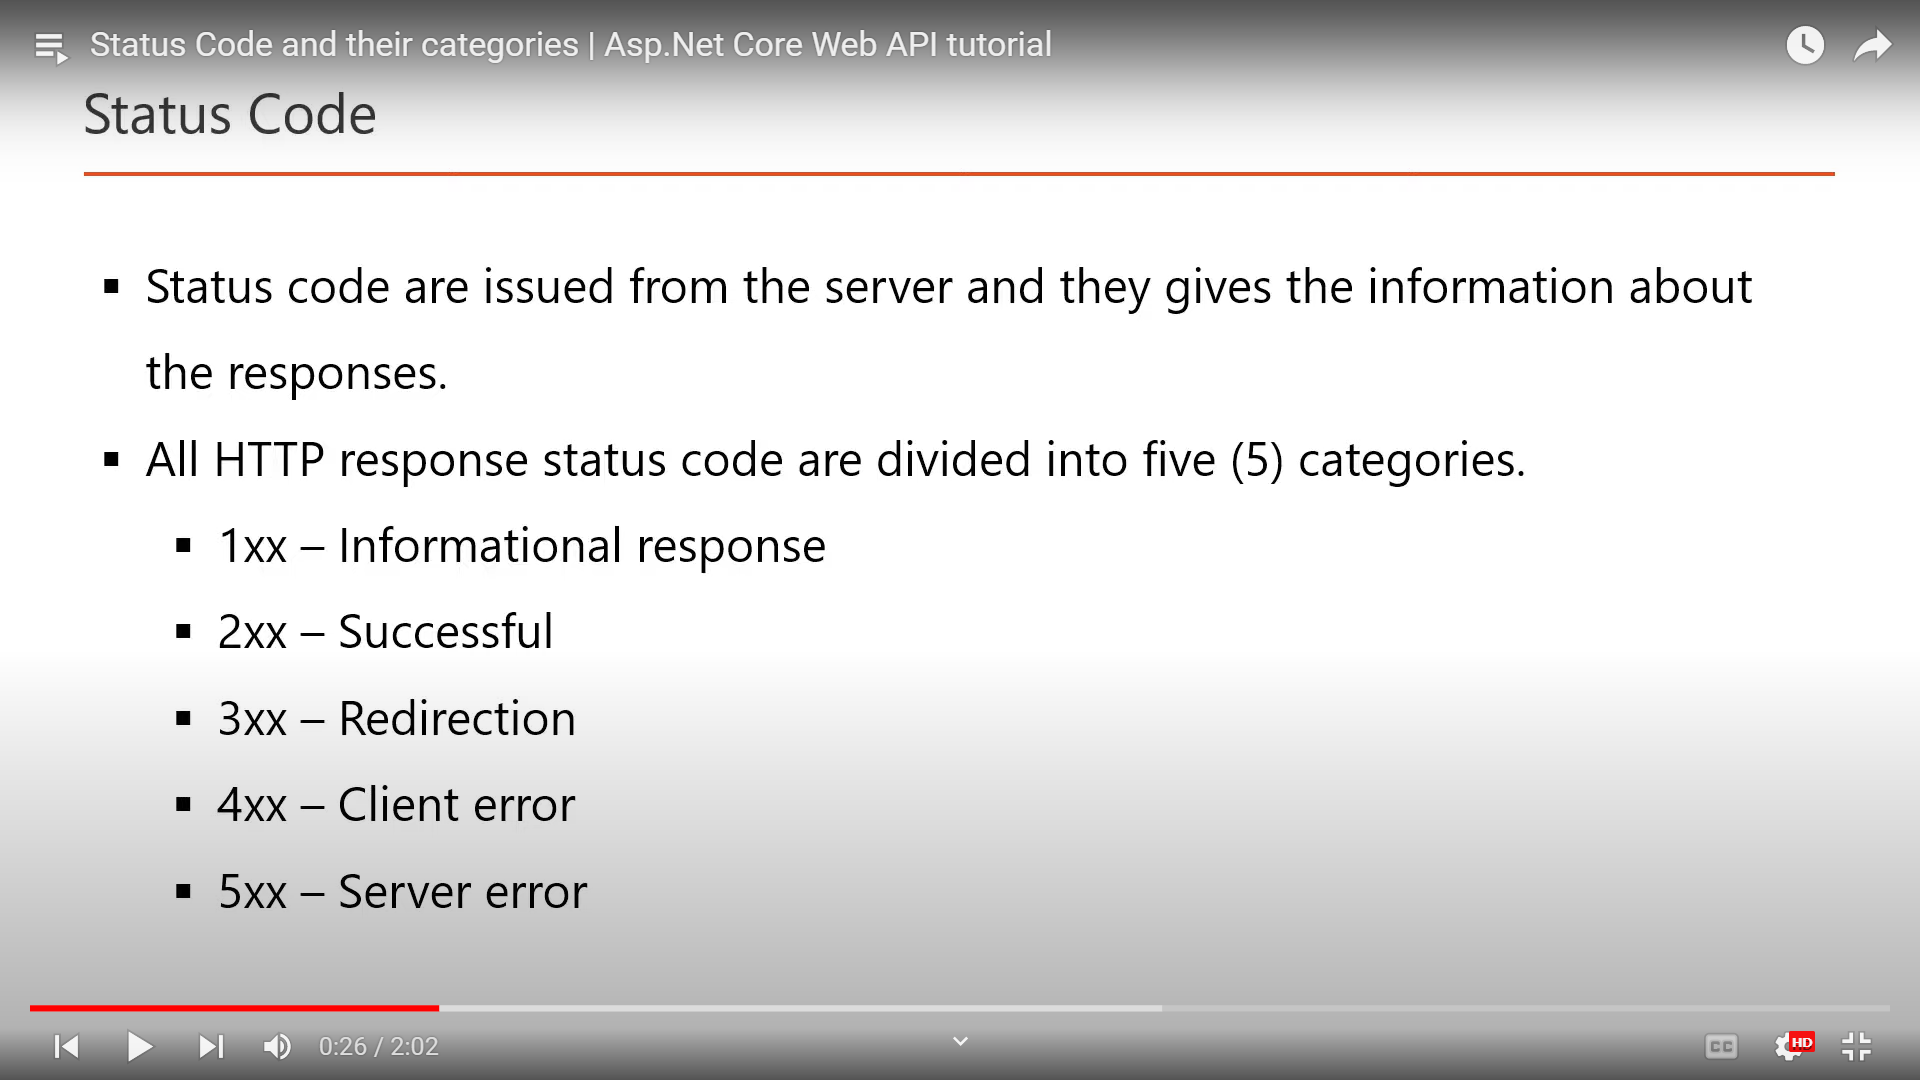 Status Code and their categories | Asp.Net Core Web API tutorial
Status Code
▪ Status code are issued from the server and they gives the information about
the responses.
▪ All HTTP response status code are divided into five (5) categories.
▪ 1xx – Informational response
▪ 2xx – Successful
▪ 3xx – Redirection
▪ 4xx – Client error
▪ 5xx – Server error
0:26 / 2:02
CC
HD